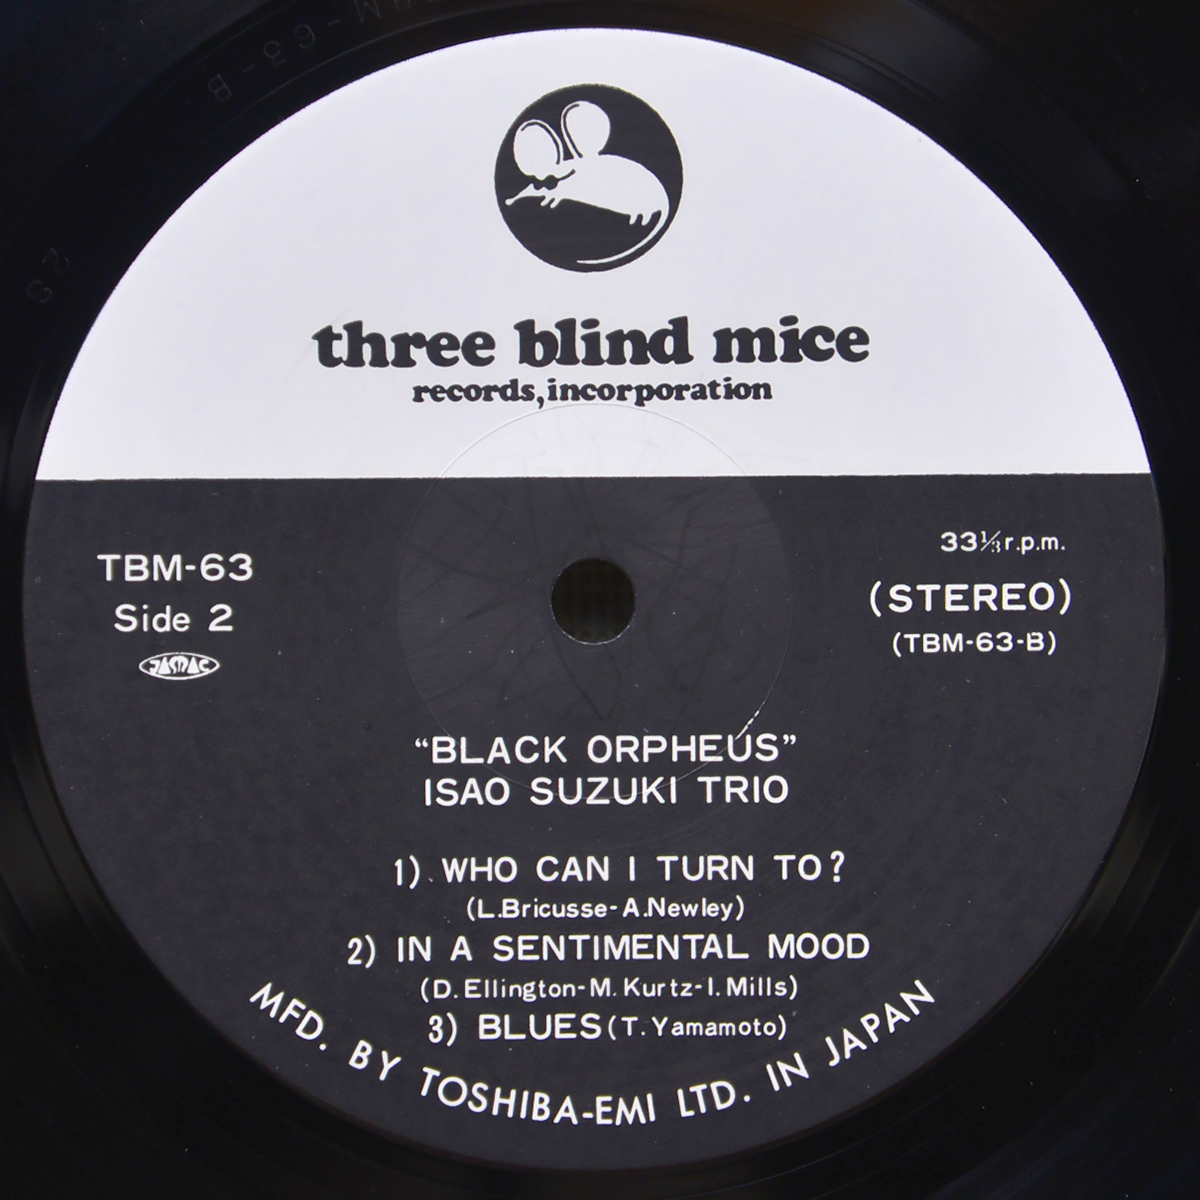 three blind mice
records, incorporation
TBM-63
Side 2
JASRAC
33⅓ r.p.m.
(STEREO)
(TBM-63-B)
“BLACK ORPHEUS”
ISAO SUZUKI TRIO
1) WHO CAN I TURN TO?
(L.Bricusse-A.Newley)
2) IN A SENTIMENTAL MOOD
(D. Ellington-M. Kurtz-I. Mills)
3) BLUES (T. Yamamoto)
MFD. BY TOSHIBA-EMI LTD. IN JAPAN